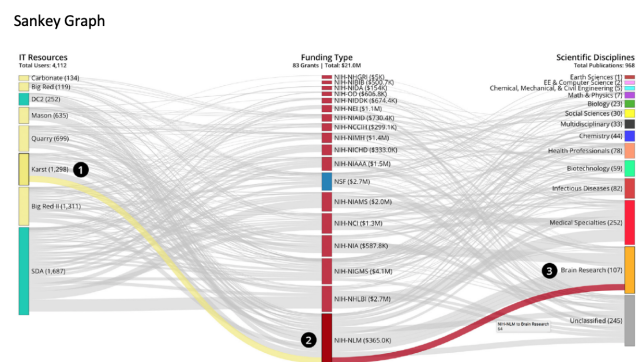 Sankey Graph
IT Resources
Total Users: 4,112
Carbonate (134)
Big Red (119)
DC2 (252)
Mason (635)
Quarry (699)
Karst (1,298)
1
Big Red II (1,311)
SDA (1,687)
Funding Type
83 Grants | Total: $21.0M
NIH-NHGRI ($5K)
NIH-NIBIB ($500.7K)
NIH-NIDA ($154K)
NIH-OD ($606.8K)
NIH-NIDDK ($674.4K)
NIH-NEI ($1.1M)
NIH-NIAID ($730.4K)
NIH-NCCIH ($299.1K)
NIH-NIMH ($1.4M)
NIH-NICHD ($333.0K)
NIH-NIAAA ($1.5M)
NSF ($2.7M)
NIH-NIAMS ($2.0M)
NIH-NCI ($1.3M)
NIH-NIA ($587.8K)
NIH-NIGMS ($4.1M)
NIH-NHLBI ($2.7M)
2
NIH-NLM ($365.0K)
Scientific Disciplines
Total Publications: 968
Earth Sciences (1)
EE & Computer Science (2)
Chemical, Mechanical, & Civil Engineering (5)
Math & Physics (7)
Biology (23)
Social Sciences (30)
Multidisciplinary (33)
Chemistry (44)
Health Professionals (78)
Biotechnology (59)
Infectious Diseases (82)
Medical Specialties (252)
3
Brain Research (107)
Unclassified (245)
NIH-NLM to Brain Research